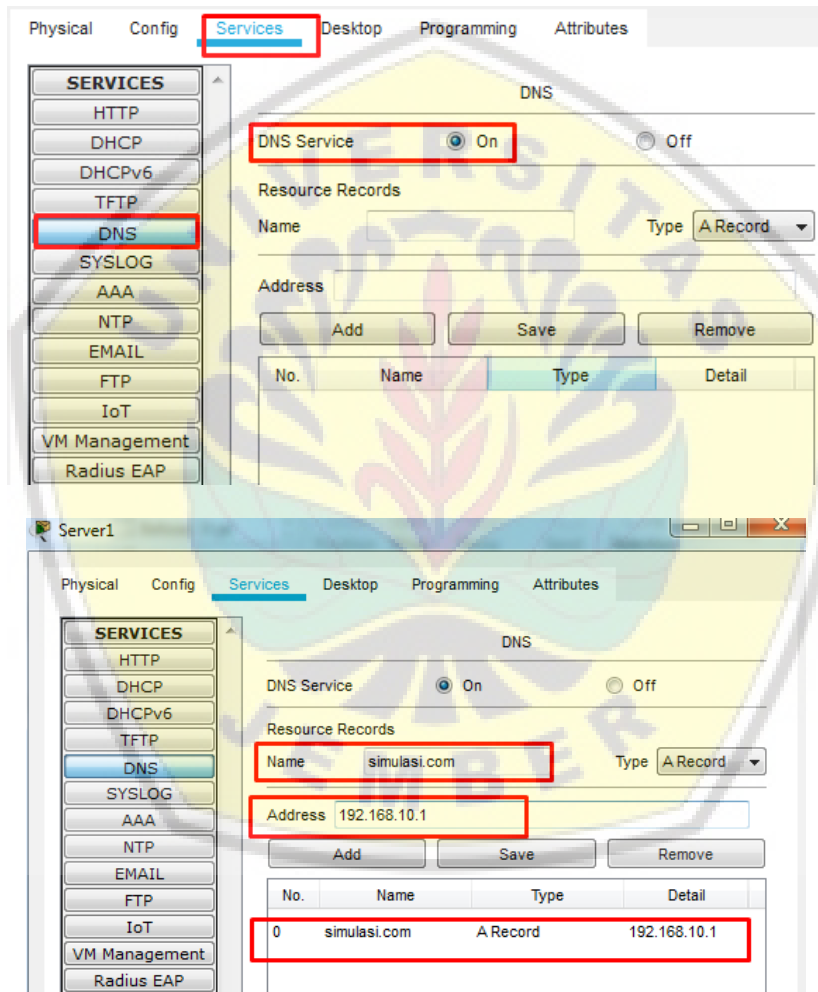 Physical Config Services Desktop Programming Attributes
SERVICES
HTTP
DHCP
DHCPv6
TFTP
DNS
SYSLOG
AAA
NTP
EMAIL
FTP
IoT
VM Management
Radius EAP
DNS
DNS Service On Off
Resource Records
Name Type A Record
Address
Add Save Remove
No. Name Type Detail
Server1
Physical Config Services Desktop Programming Attributes
SERVICES
HTTP
DHCP
DHCPv6
TFTP
DNS
SYSLOG
AAA
NTP
EMAIL
FTP
IoT
VM Management
Radius EAP
DNS
DNS Service On Off
Resource Records
Name simulasi.com Type A Record
Address 192.168.10.1
Add Save Remove
No. Name Type Detail
0 simulasi.com A Record 192.168.10.1
UNIVERSITAS
JEMBER